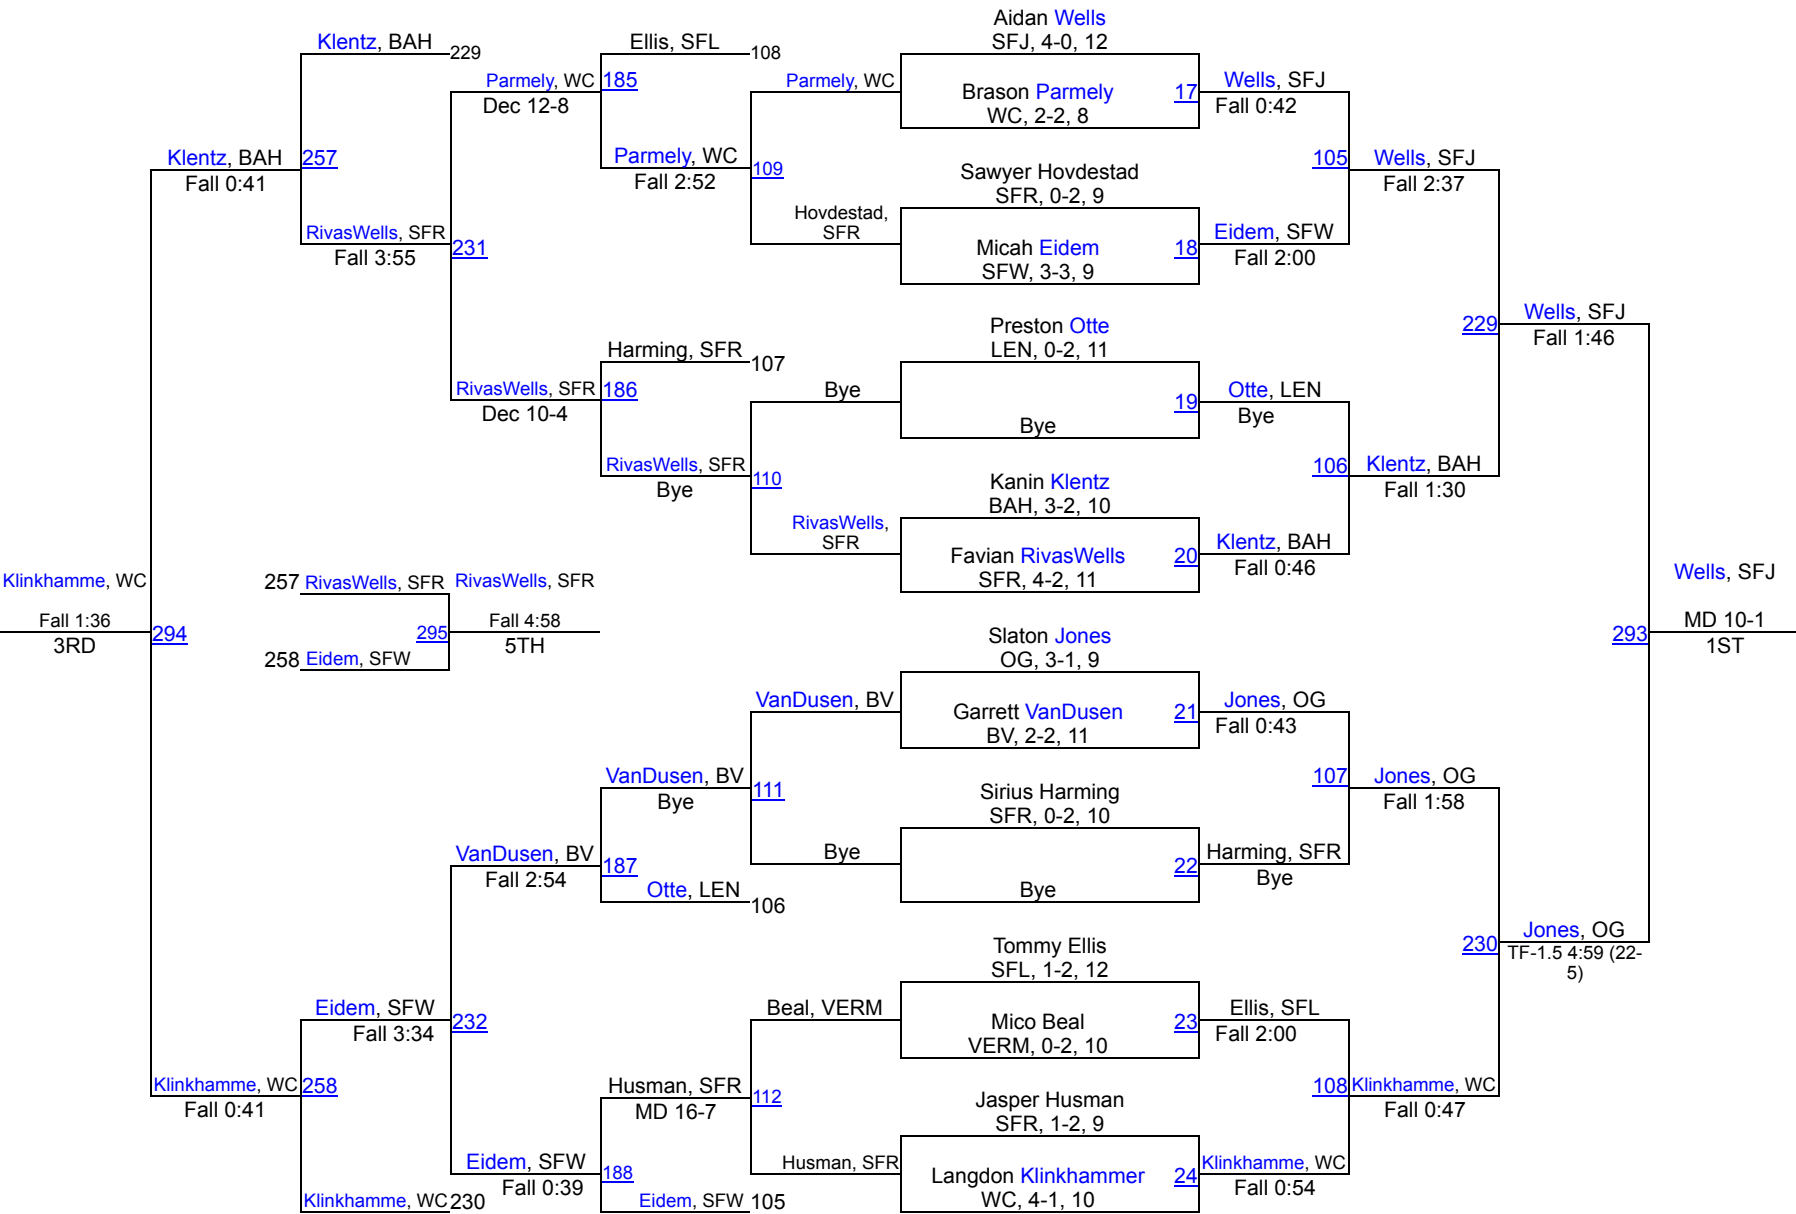 Aidan Wells
SFJ, 4-0, 12
Klentz, BAH
229
Ellis, SFL
108
Parmely, WC
185
Dec 12-8
Parmely, WC
Brason Parmely
WC, 2-2, 8
17
Wells, SFJ
Fall 0:42
Klentz, BAH
257
Fall 0:41
Parmely, WC
109
Fall 2:52
Sawyer Hovdestad
SFR, 0-2, 9
105
Wells, SFJ
Fall 2:37
RivasWells, SFR
231
Fall 3:55
Hovdestad,
SFR
Micah Eidem
SFW, 3-3, 9
18
Eidem, SFW
Fall 2:00
Preston Otte
LEN, 0-2, 11
229
Wells, SFJ
Fall 1:46
Harming, SFR
107
RivasWells, SFR
186
Dec 10-4
Bye
Bye
19
Otte, LEN
Bye
RivasWells, SFR
110
Bye
Kanin Klentz
BAH, 3-2, 10
106
Klentz, BAH
Fall 1:30
RivasWells,
SFR
Favian RivasWells
SFR, 4-2, 11
20
Klentz, BAH
Fall 0:46
Klinkhamme, WC
Fall 1:36
3RD
294
257
RivasWells, SFR
RivasWells, SFR
295
Fall 4:58
5TH
258
Eidem, SFW
Wells, SFJ
293
MD 10-1
1ST
Slaton Jones
OG, 3-1, 9
VanDusen, BV
Garrett VanDusen
BV, 2-2, 11
21
Jones, OG
Fall 0:43
VanDusen, BV
111
Bye
Sirius Harming
SFR, 0-2, 10
107
Jones, OG
Fall 1:58
VanDusen, BV
187
Fall 2:54
Bye
Bye
22
Harming, SFR
Bye
Otte, LEN
106
Tommy Ellis
SFL, 1-2, 12
230
Jones, OG
TF-1.5 4:59 (22-
5)
Eidem, SFW
232
Fall 3:34
Beal, VERM
Mico Beal
VERM, 0-2, 10
23
Ellis, SFL
Fall 2:00
Klinkhamme, WC
258
Fall 0:41
Husman, SFR
112
MD 16-7
Jasper Husman
SFR, 1-2, 9
108
Klinkhamme, WC
Fall 0:47
Eidem, SFW
188
Fall 0:39
Husman, SFR
Langdon Klinkhammer
WC, 4-1, 10
24
Klinkhamme, WC
Fall 0:54
Klinkhamme, WC
230
Eidem, SFW
105